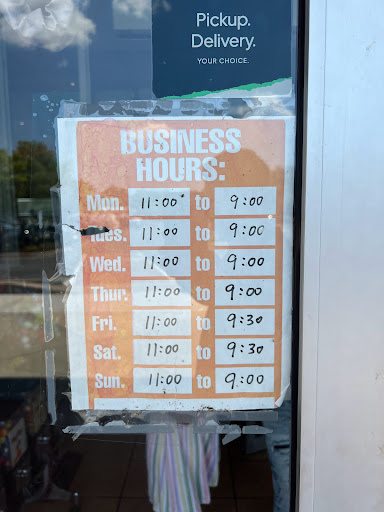 Pickup.
Delivery.
YOUR CHOICE.
BUSINESS
HOURS:
Mon. 11:00 to 9:00
Tues. 11:00 to 9:00
Wed. 11:00 to 9:00
Thur. 11:00 to 9:00
Fri. 11:00 to 9:30
Sat. 11:00 to 9:30
Sun. 11:00 to 9:00